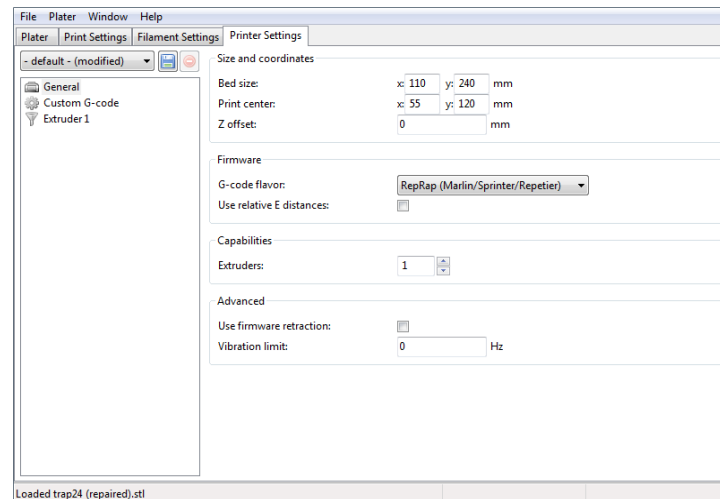 File Plater Window Help
Plater Print Settings Filament Settings Printer Settings
- default - (modified)
General
Custom G-code
Extruder 1
Size and coordinates
Bed size: x: 110 y: 240 mm
Print center: x: 55 y: 120 mm
Z offset: 0 mm
Firmware
G-code flavor: RepRap (Marlin/Sprinter/Repetier)
Use relative E distances:
Capabilities
Extruders: 1
Advanced
Use firmware retraction:
Vibration limit: 0 Hz
Loaded trap24 (repaired).stl